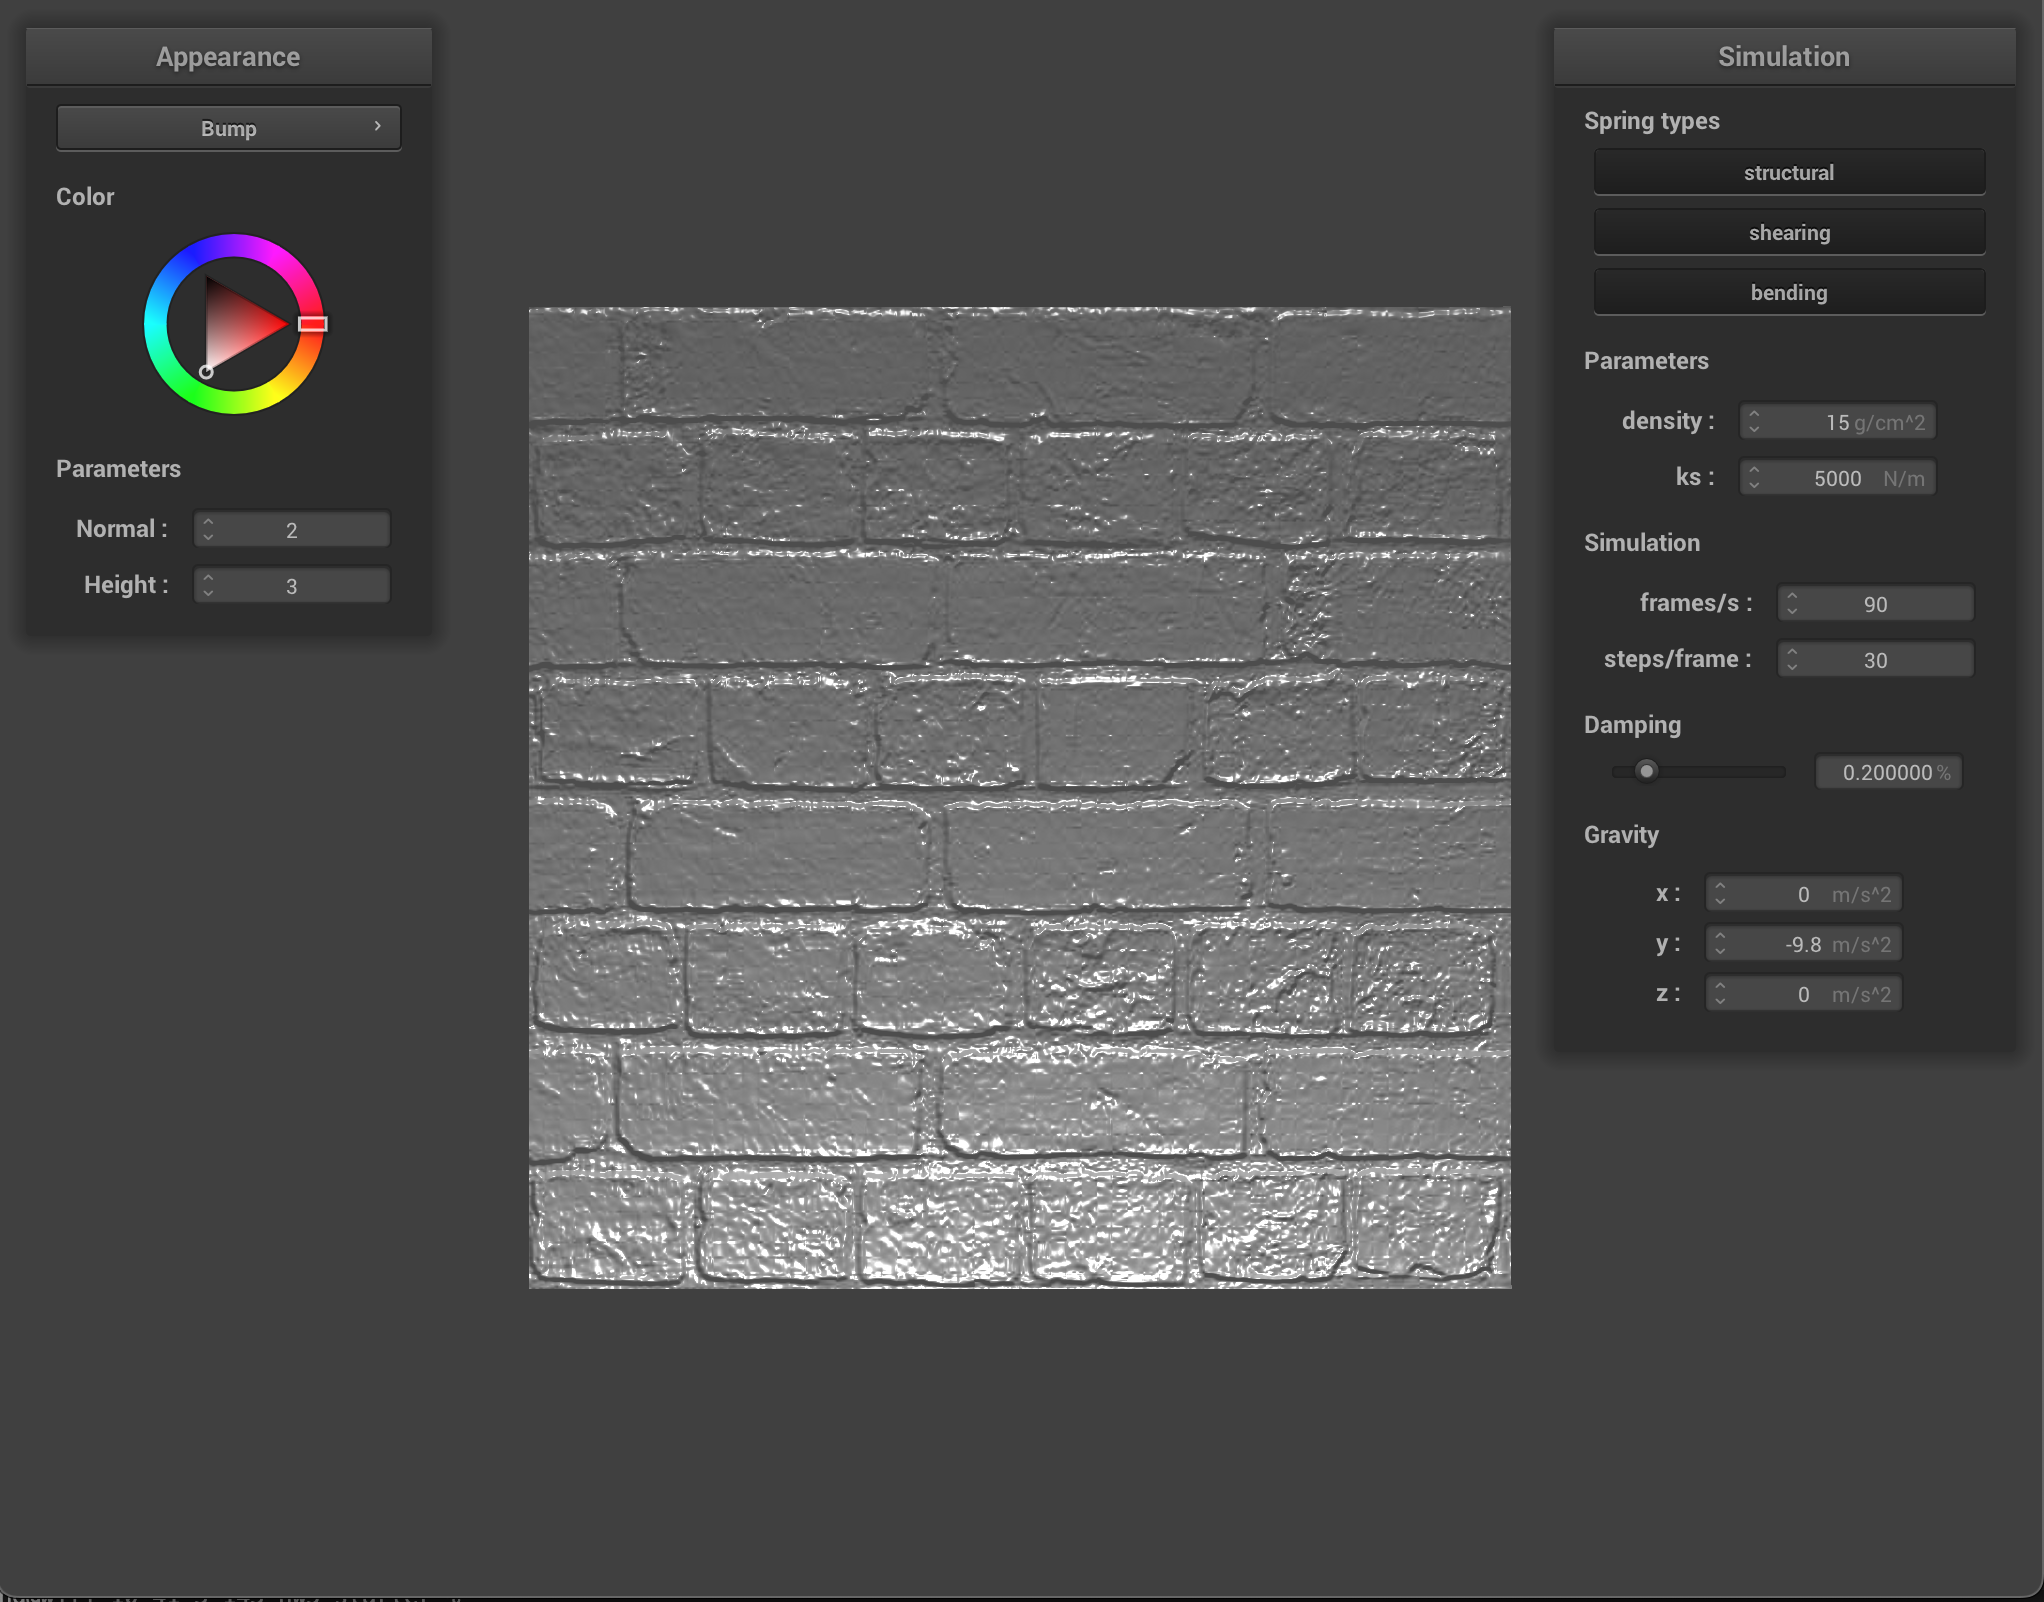 Appearance
Bump
Color
Parameters
Normal : 2
Height : 3
Simulation
Spring types
structural
shearing
bending
Parameters
density : 15 g/cm^2
ks : 5000 N/m
Simulation
frames/s : 90
steps/frame : 30
Damping
0.200000 %
Gravity
x : 0 m/s^2
y : -9.8 m/s^2
z : 0 m/s^2